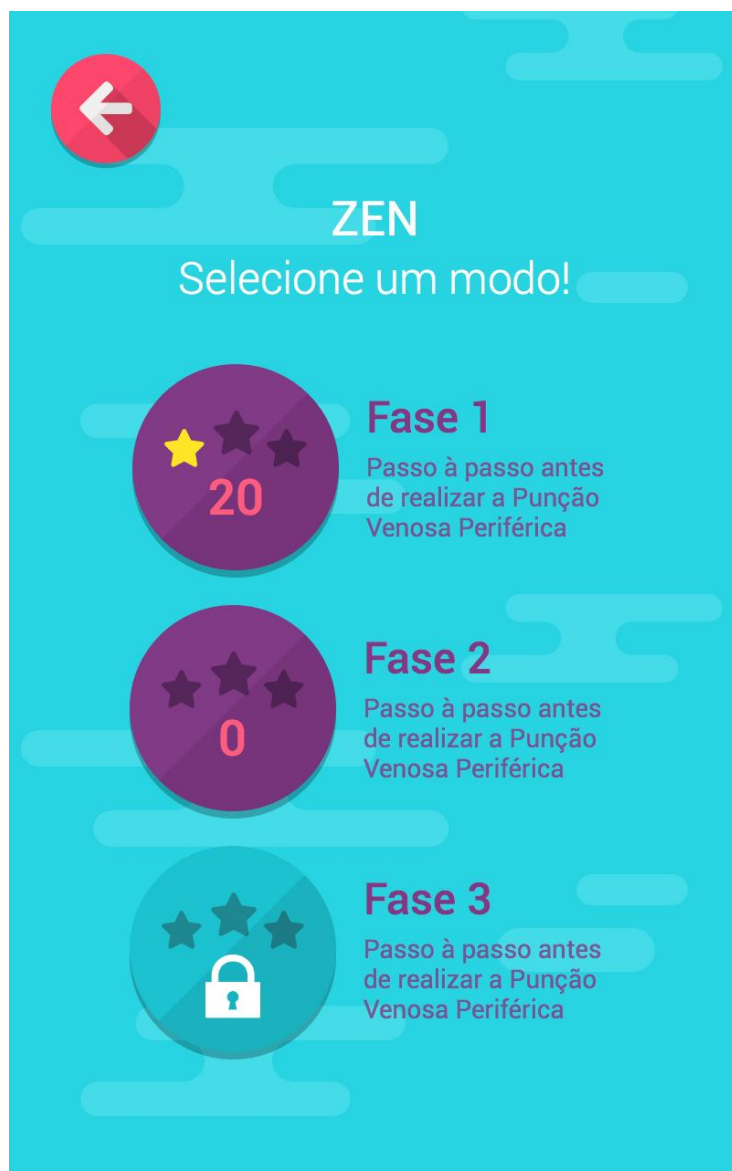 ZEN
Selecione um modo!
20
Fase 1
Passo à passo antes
de realizar a Punção
Venosa Periférica
0
Fase 2
Passo à passo antes
de realizar a Punção
Venosa Periférica
Fase 3
Passo à passo antes
de realizar a Punção
Venosa Periférica